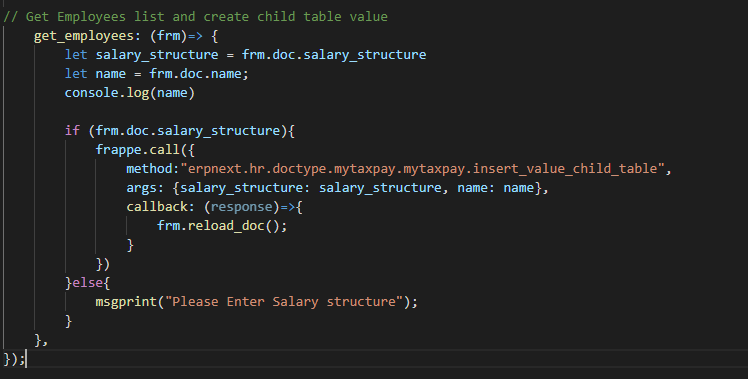 // Get Employees list and create child table value
get_employees: (frm)=> {
let salary_structure = frm.doc.salary_structure
let name = frm.doc.name;
console.log(name)
if (frm.doc.salary_structure){
frappe.call({
method:"erpnext.hr.doctype.mytaxpay.mytaxpay.insert_value_child_table",
args: {salary_structure: salary_structure, name: name},
callback: (response)=>{
frm.reload_doc();
}
})
}else{
msgprint("Please Enter Salary structure");
}
},
});